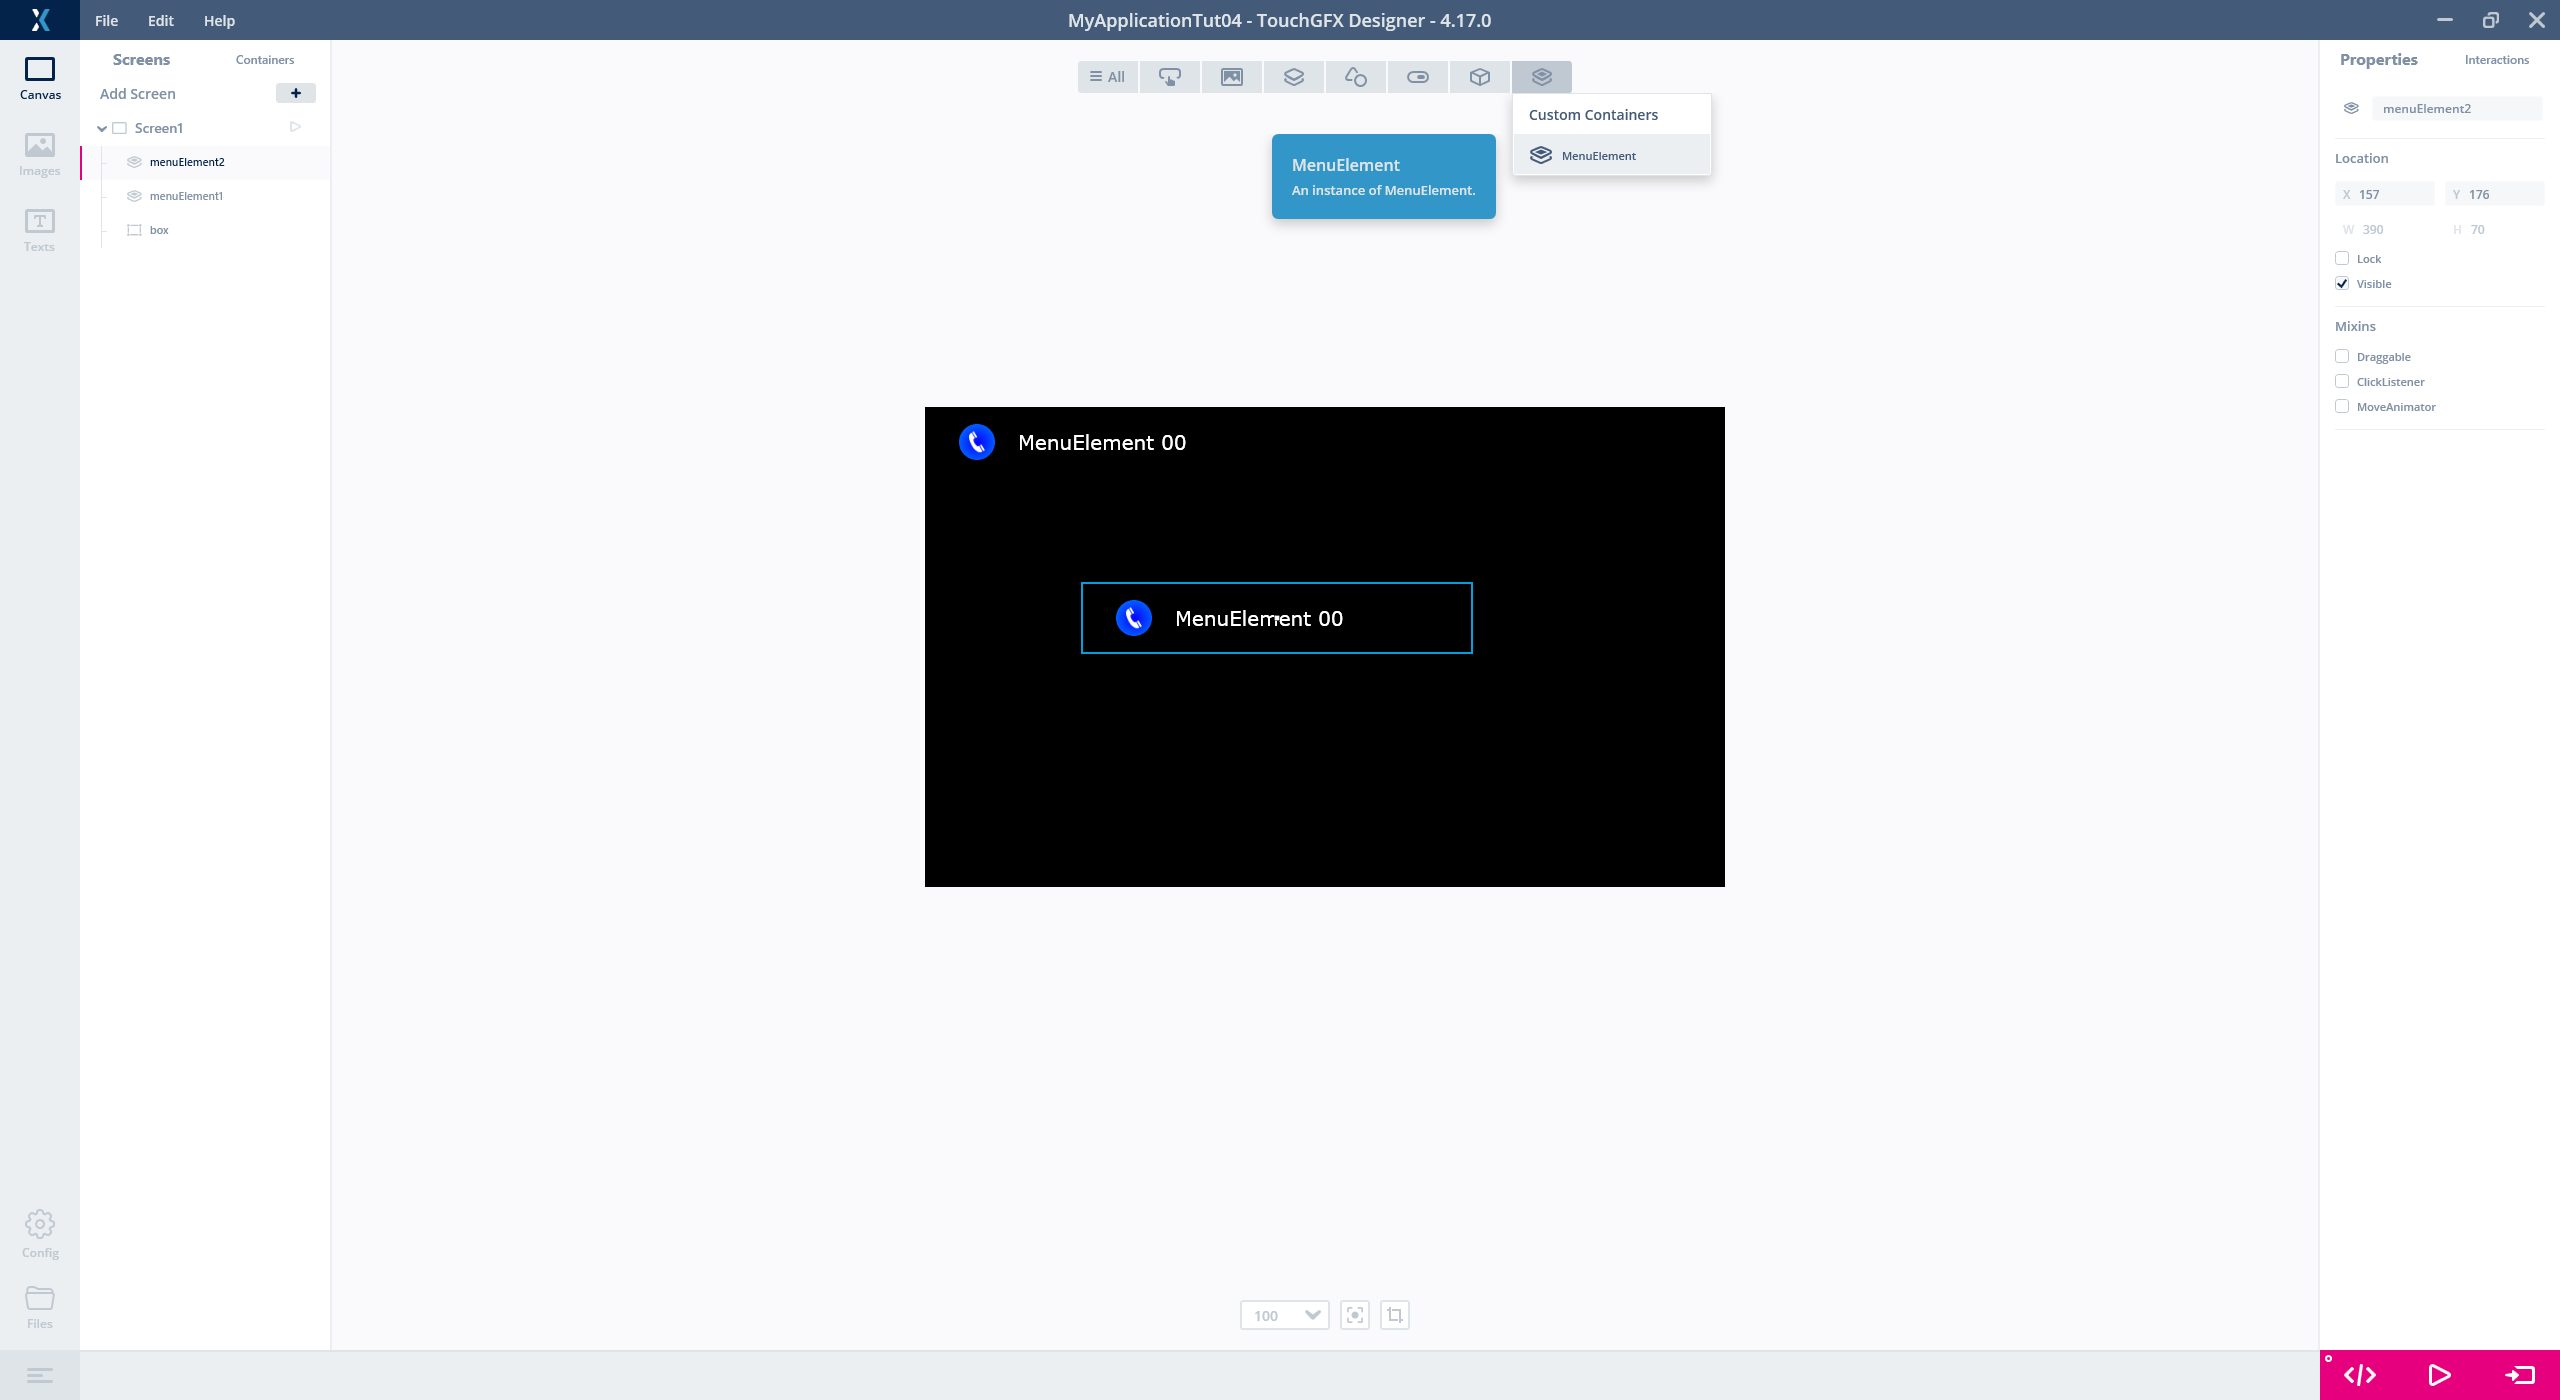 File Edit Help
MyApplicationTut04 - TouchGFX Designer - 4.17.0
Canvas
Images
Texts
Config
Files
Screens Containers
Add Screen
Screen1
menuElement2
menuElement1
box
All
Custom Containers
MenuElement
MenuElement
An instance of MenuElement.
MenuElement 00
MenuElement 00
100
Properties Interactions
menuElement2
Location
X 157 Y 176
W 390 H 70
Lock
Visible
Mixins
Draggable
ClickListener
MoveAnimator